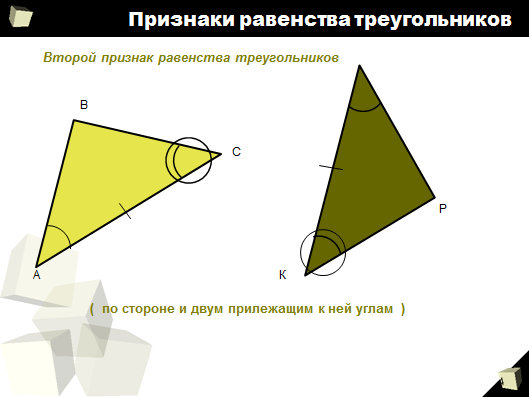 Признаки равенства треугольников
Второй признак равенства треугольников
В
С
Р
А
К
( по стороне и двум прилежащим к ней углам )